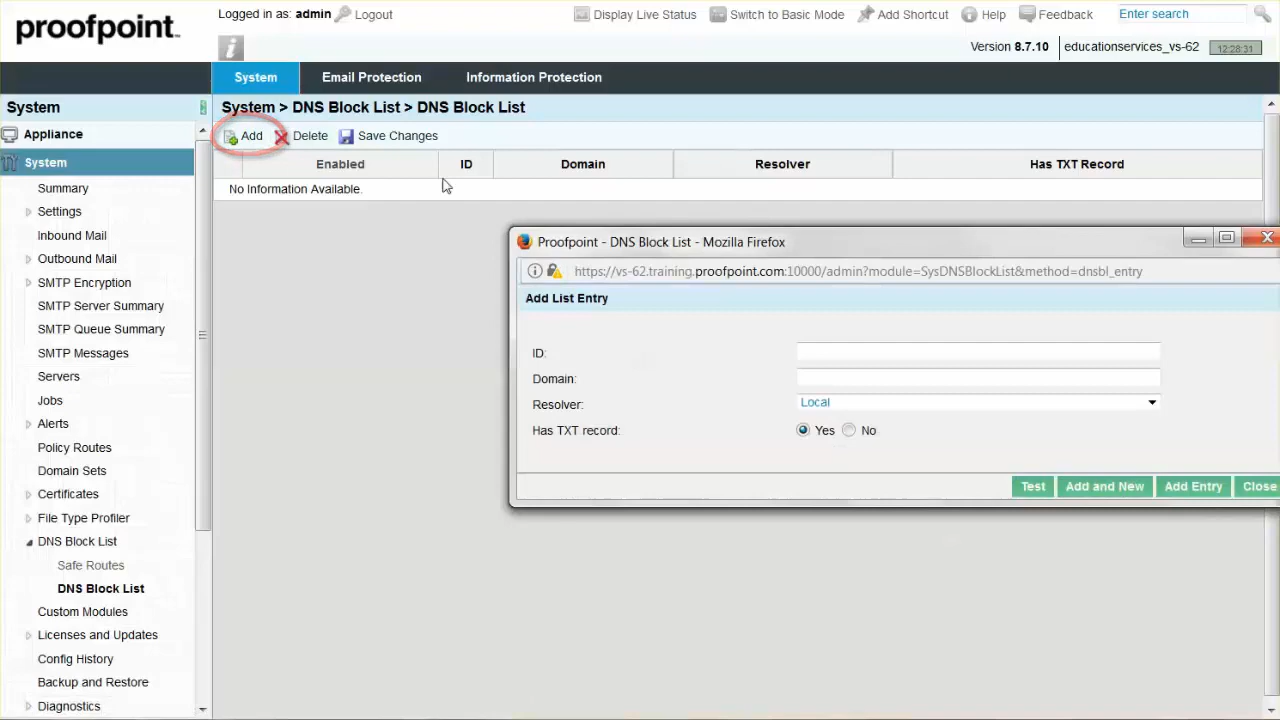 proofpoint
Logged in as: admin Logout
Display Live Status Switch to Basic Mode Add Shortcut Help Feedback Enter search
i
Version 8.7.10 educationservices_vs-62 12:28:31
System Email Protection Information Protection
System
System > DNS Block List > DNS Block List
Add Delete Save Changes
Enabled ID Domain Resolver Has TXT Record
No Information Available.
Appliance
System
Summary
Settings
Inbound Mail
Outbound Mail
SMTP Encryption
SMTP Server Summary
SMTP Queue Summary
SMTP Messages
Servers
Jobs
Alerts
Policy Routes
Domain Sets
Certificates
File Type Profiler
DNS Block List
Safe Routes
DNS Block List
Custom Modules
Licenses and Updates
Config History
Backup and Restore
Diagnostics
Proofpoint - DNS Block List - Mozilla Firefox
https://vs-62.training.proofpoint.com:10000/admin?module=SysDNSBlockList&method=dnsbl_entry
Add List Entry
ID:
Domain:
Resolver: Local
Has TXT record: Yes No
Test Add and New Add Entry Close